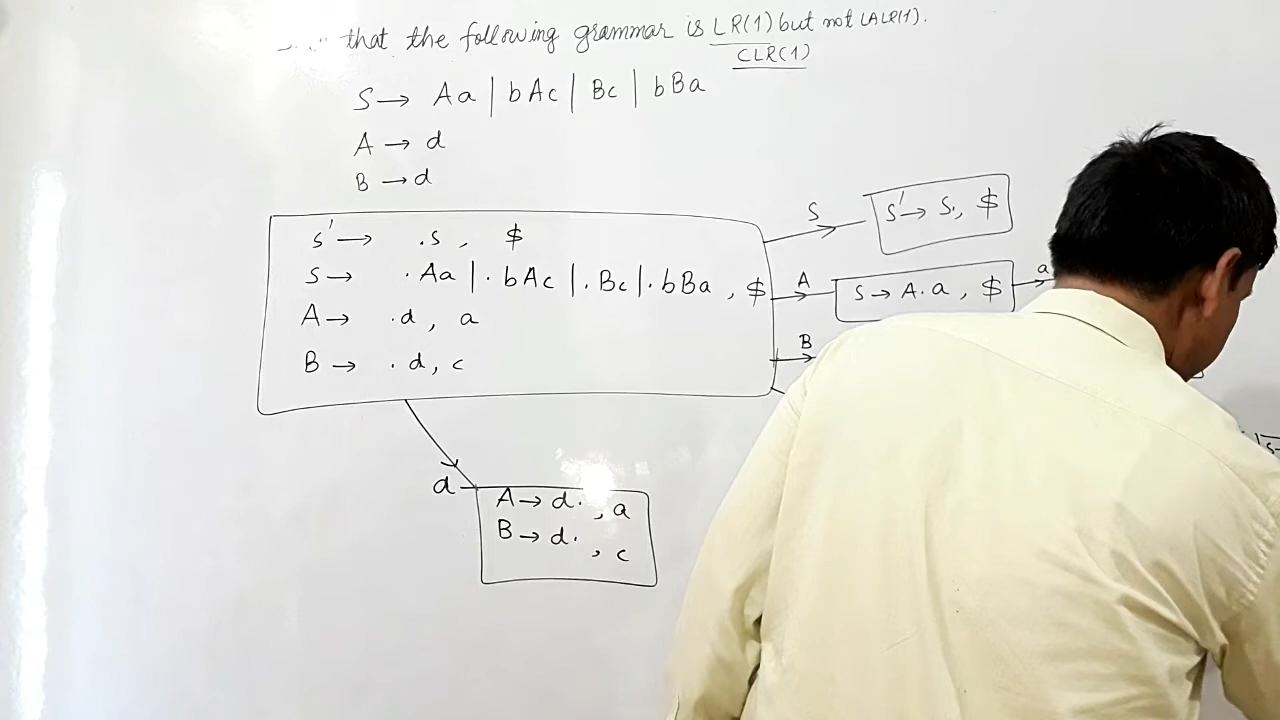 that the following grammar is LR(1) but not LALR(1).
CLR(1)
S → Aa | bAc | Bc | bBa
A → d
B → d
S' → .S , $
S → .Aa | .bAc | .Bc | .bBa , $
A → .d , a
B → .d , c
S
S' → S. , $
A
S → A.a , $
a
B
d
A → d. , a
B → d. , c